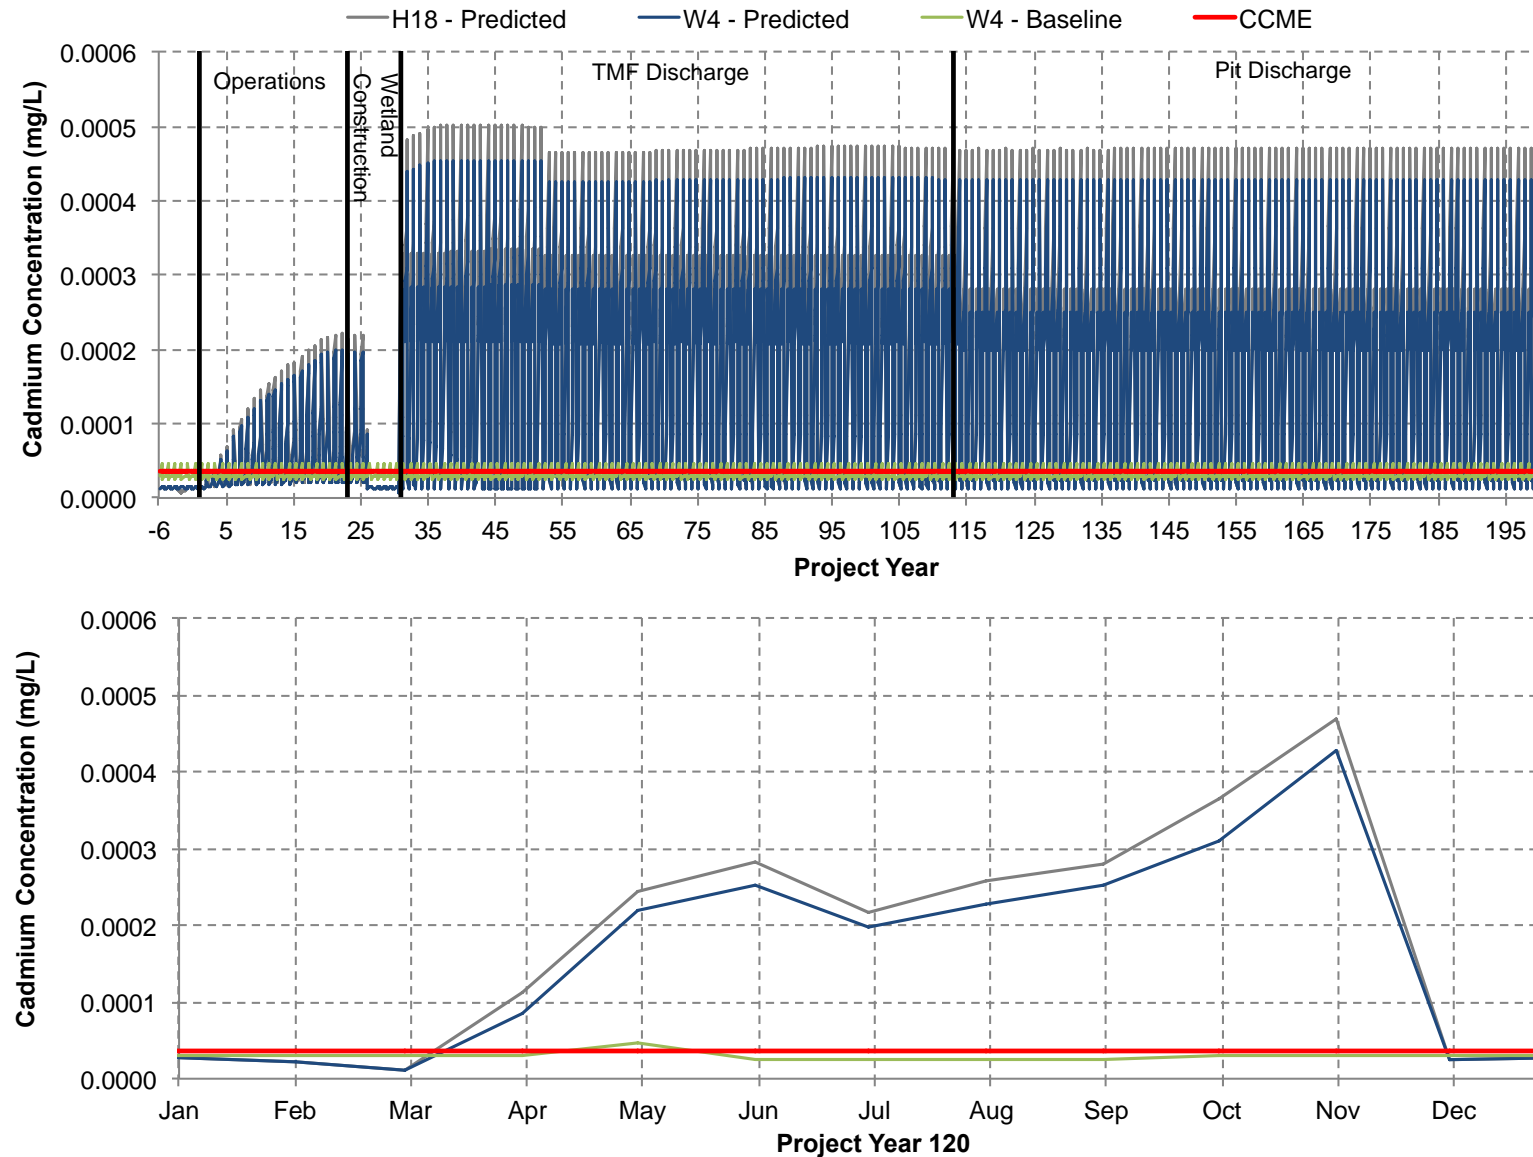 H18 - Predicted W4 - Predicted W4 - Baseline CCME
Cadmium Concentration (mg/L)
0.0006
0.0005
0.0004
0.0003
0.0002
0.0001
0.0000
Operations
Wetland
Construction
TMF Discharge
Pit Discharge
-6 5 15 25 35 45 55 65 75 85 95 105 115 125 135 145 155 165 175 185 195
Project Year
Cadmium Concentration (mg/L)
0.0006
0.0005
0.0004
0.0003
0.0002
0.0001
0.0000
Jan Feb Mar Apr May Jun Jul Aug Sep Oct Nov Dec
Project Year 120